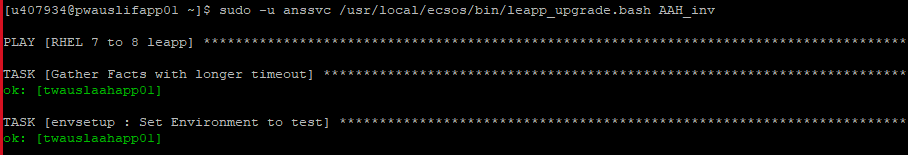 [u407934@pwauslifapp01 ~]$ sudo -u anssvc /usr/local/ecsos/bin/leapp_upgrade.bash AAH_inv
PLAY [RHEL 7 to 8 leapp] ****************************************************************************************
TASK [Gather Facts with longer timeout] *************************************************************************
ok: [twauslaahapp01]
TASK [envsetup : Set Environment to test] ***********************************************************************
ok: [twauslaahapp01]